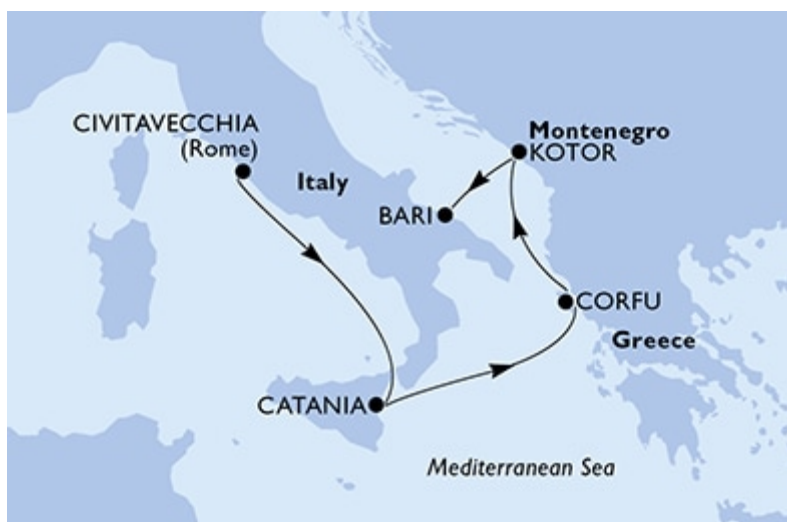 CIVITAVECCHIA
(Rome)
Montenegro
KOTOR
Italy
BARI
CORFU
Greece
CATANIA
Mediterranean Sea